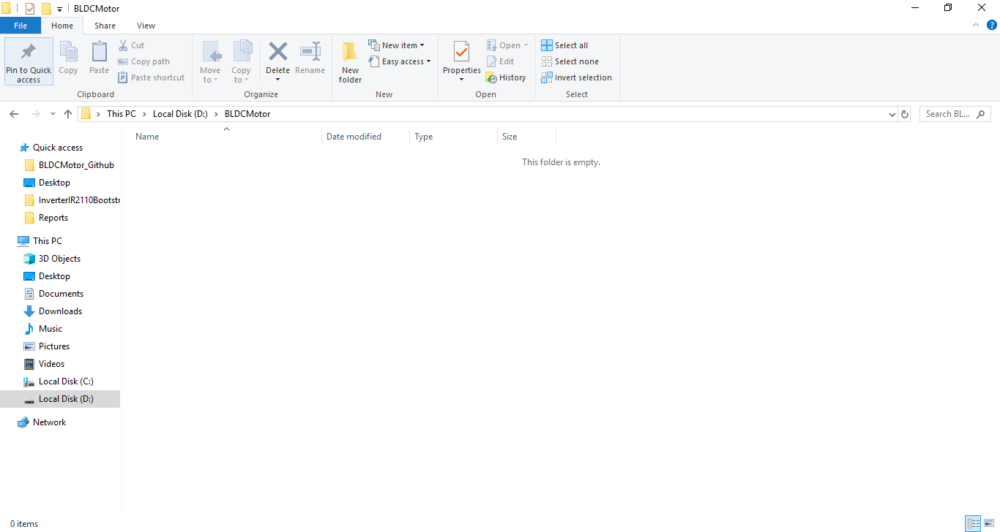 BLDCMotor
File Home Share View
Pin to Quick access
Copy
Paste
Cut
Copy path
Paste shortcut
Clipboard
Move to
Copy to
Delete
Rename
Organize
New folder
New item
Easy access
New
Properties
Open
Edit
History
Open
Select all
Select none
Invert selection
Select
This PC Local Disk (D:) BLDCMotor
Search BL...
Name Date modified Type Size
This folder is empty.
Quick access
BLDCMotor_Github
Desktop
InverterIR2110Bootstr
Reports
This PC
3D Objects
Desktop
Documents
Downloads
Music
Pictures
Videos
Local Disk (C:)
Local Disk (D:)
Network
0 items